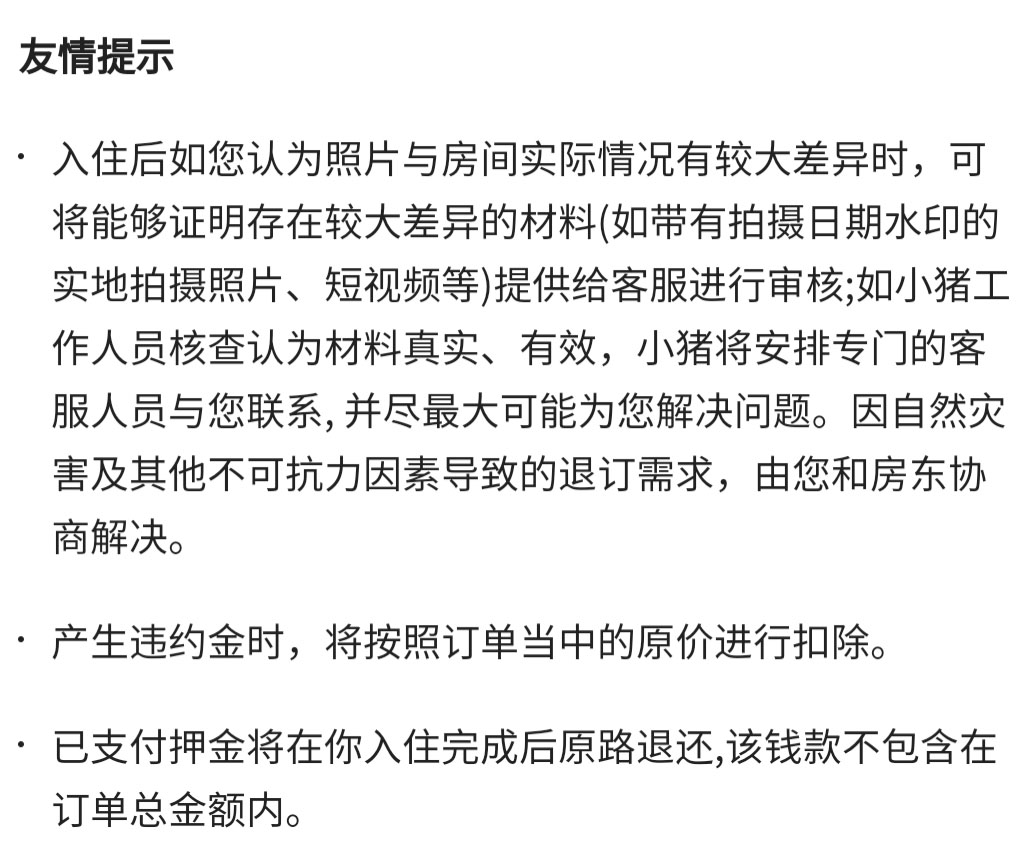 友情提示
· 入住后如您认为照片与房间实际情况有较大差异时，可
将能够证明存在较大差异的材料(如带有拍摄日期水印的
实地拍摄照片、短视频等)提供给客服进行审核;如小猪工
作人员核查认为材料真实、有效，小猪将安排专门的客
服人员与您联系, 并尽最大可能为您解决问题。因自然灾
害及其他不可抗力因素导致的退订需求，由您和房东协
商解决。
· 产生违约金时，将按照订单当中的原价进行扣除。
· 已支付押金将在你入住完成后原路退还,该钱款不包含在
订单总金额内。